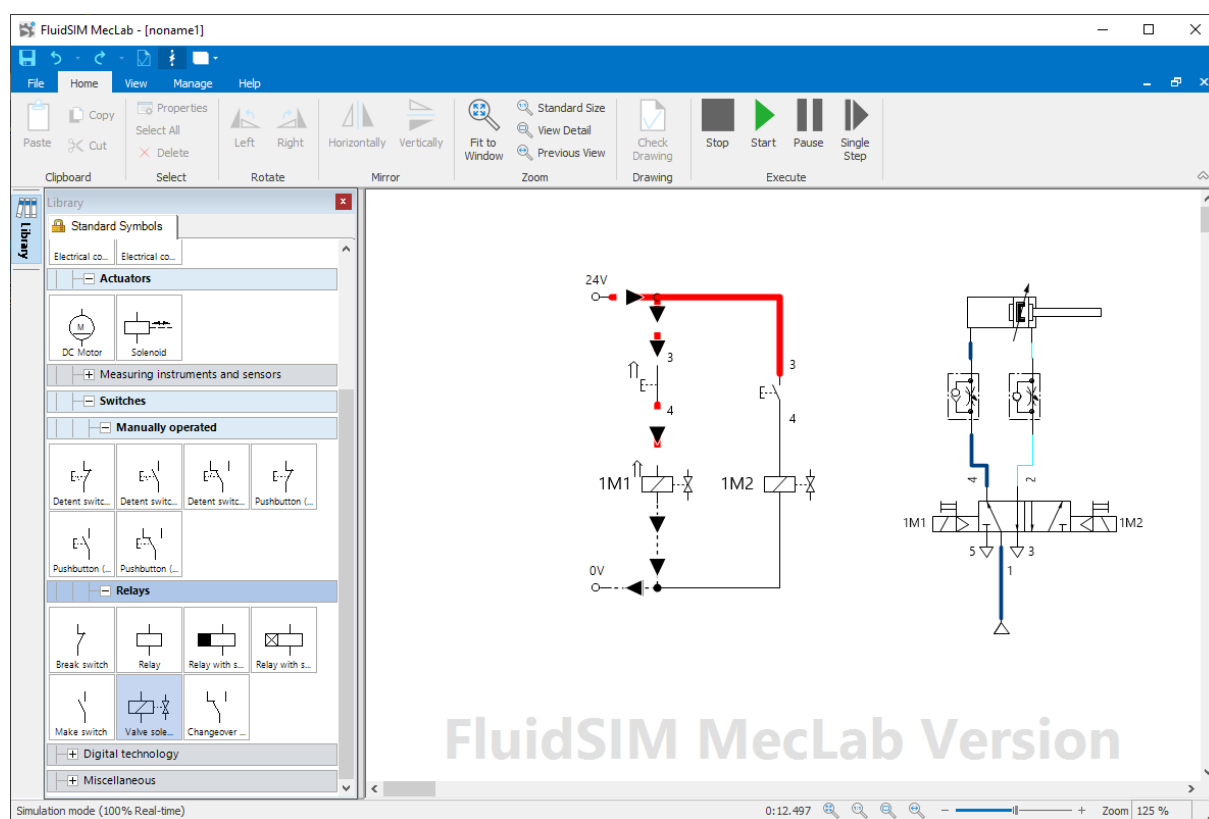 FluidSIM MecLab - [noname1]
File Home View Manage Help
Paste Copy Cut
Clipboard
Properties
Select All
Delete
Select
Left Right
Rotate
Horizontally Vertically
Mirror
Fit to Window
Standard Size
View Detail
Previous View
Zoom
Check Drawing
Drawing
Stop Start Pause Single Step
Execute
Library
Library
Standard Symbols
Electrical co... Electrical co...
Actuators
M
DC Motor Solenoid
Measuring instruments and sensors
Switches
Manually operated
Detent switc... Detent switc... Detent switc... Pushbutton (...
Pushbutton (... Pushbutton (...
Relays
Break switch Relay Relay with s... Relay with s...
Make switch Valve sole... Changeover ...
Digital technology
Miscellaneous
24V
3
3
4
4
1M1 1M2
0V
4 2
1M1 1M2
5 3
1
FluidSIM MecLab Version
Simulation mode (100% Real-time) 0:12.497 Zoom 125 %